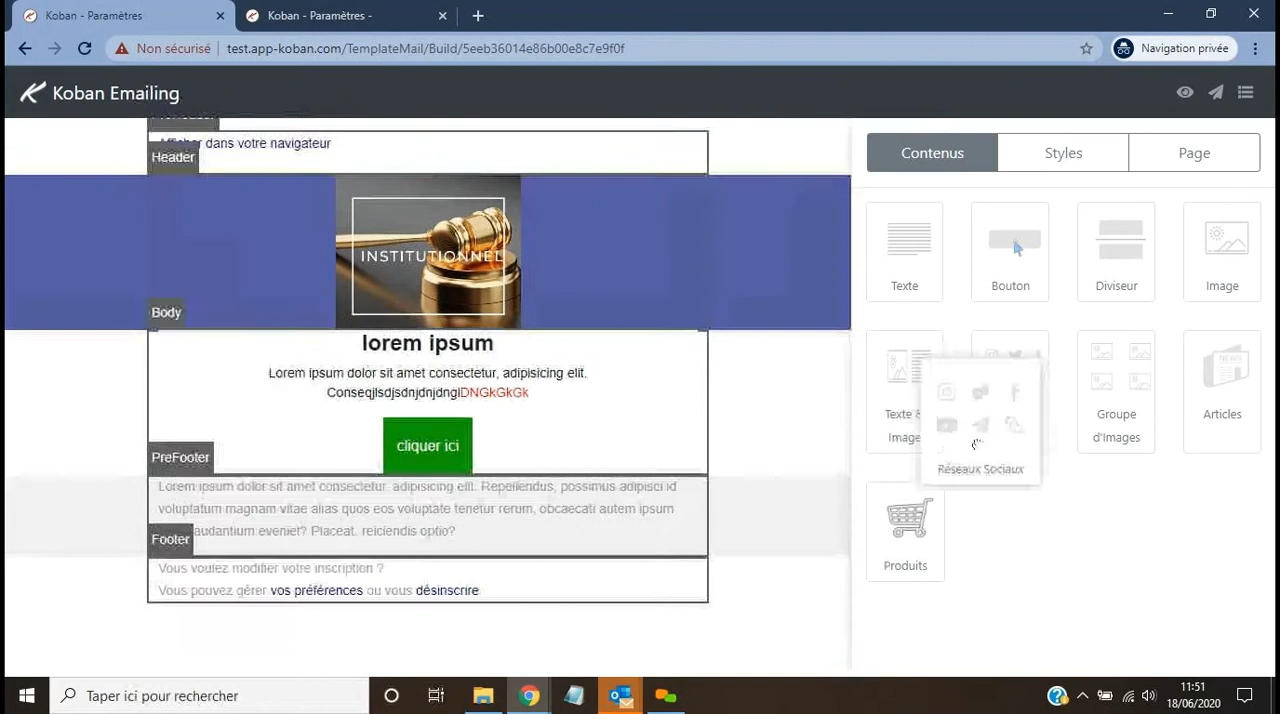 Koban - Paramètres
Koban - Paramètres -
Non sécurisé
test.app-koban.com/TemplateMail/Build/5eeb36014e86b00e8c7e9f0f
Navigation privée
Koban Emailing
Afficher dans votre navigateur
Header
INSTITUTIONNEL
Body
lorem ipsum
Lorem ipsum dolor sit amet consectetur, adipisicing elit.
ConseqjlsdjsdnjdnjdnglDNGkGkGk
cliquer ici
PreFooter
Lorem ipsum dolor sit amet consectetur, adipisicing elit. Repellendus, possimus adipisci id
voluptatum magnam vitae alias quos eos voluptate tenetur rerum, obcaecati autem ipsum
audantium eveniet? Placeat, reiciendis optio?
Footer
Vous voulez modifier votre inscription ?
Vous pouvez gérer vos préférences ou vous désinscrire
Contenus
Styles
Page
Texte
Bouton
Diviseur
Image
Texte &
Image
Réseaux Sociaux
Groupe
d'Images
NEWS
Articles
Produits
Taper ici pour rechercher
11:51
18/06/2020